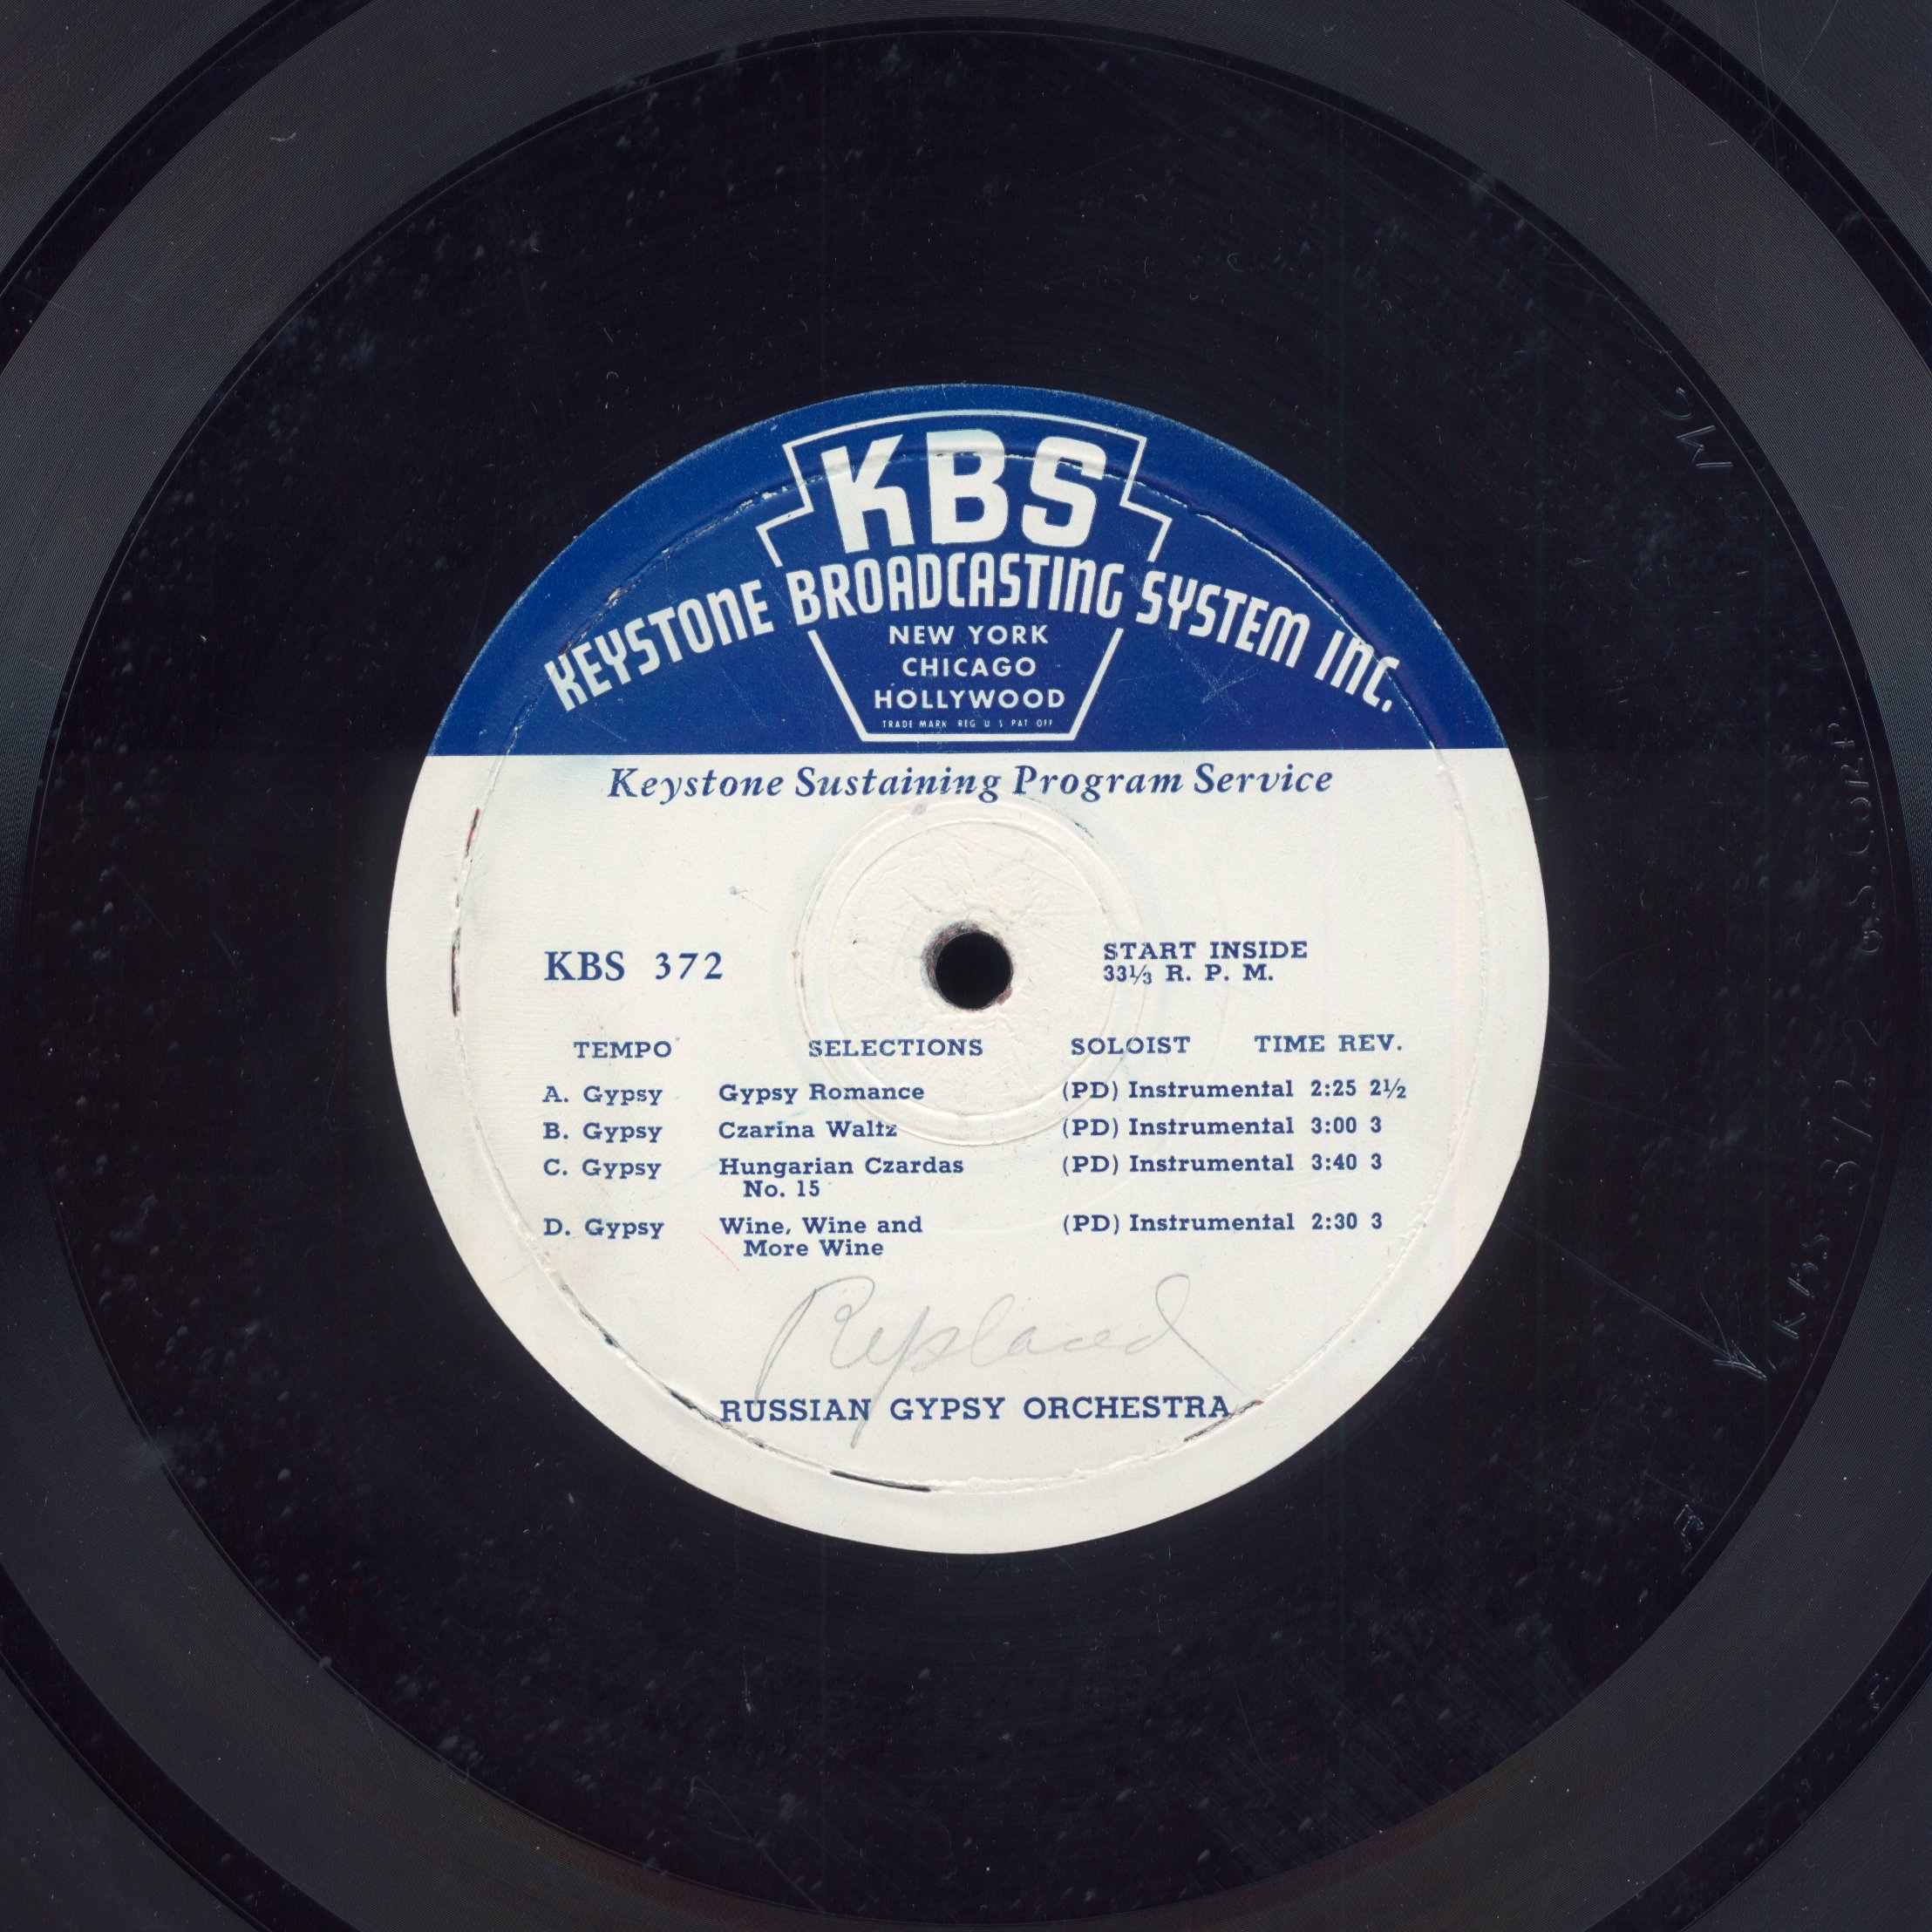 KBS
KEYSTONE BROADCASTING SYSTEM INC.
NEW YORK
CHICAGO
HOLLYWOOD
TRADE MARK REG U S PAT OFF
Keystone Sustaining Program Service
KBS 372
START INSIDE
33⅓ R. P. M.
TEMPO SELECTIONS SOLOIST TIME REV.
A. Gypsy Gypsy Romance (PD) Instrumental 2:25 2½
B. Gypsy Czarina Waltz (PD) Instrumental 3:00 3
C. Gypsy Hungarian Czardas (PD) Instrumental 3:40 3
No. 15
D. Gypsy Wine, Wine and (PD) Instrumental 2:30 3
More Wine
Replaced
RUSSIAN GYPSY ORCHESTRA
KBS 372-2